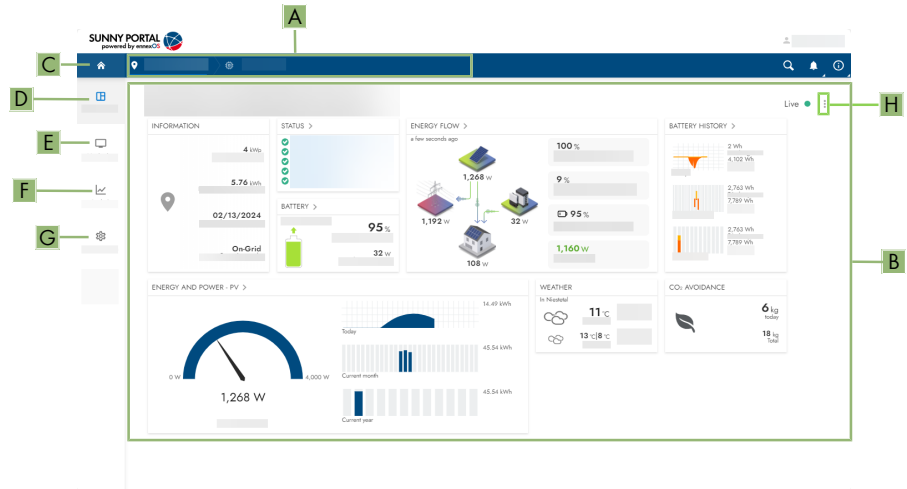 A
SUNNY PORTAL
powered by ennexOS
C
D
E
F
G
H
B
Live
INFORMATION
4 kWp
5.76 kWh
02/13/2024
On-Grid
STATUS >
BATTERY >
95 %
32 w
ENERGY FLOW >
a few seconds ago
1,268 w
1,192 w
32 w
108 w
100 %
9 %
95 %
1,160 w
BATTERY HISTORY >
2 Wh
4,102 Wh
2,763 Wh
7,789 Wh
2,763 Wh
7,789 Wh
ENERGY AND POWER - PV >
0 W
4,000 W
1,268 W
14.49 kWh
Today
45.54 kWh
Current month
45.54 kWh
Current year
WEATHER
In Niestetal
11 °C
13 °C|8 °C
CO₂ AVOIDANCE
6 kg
today
18 kg
Total